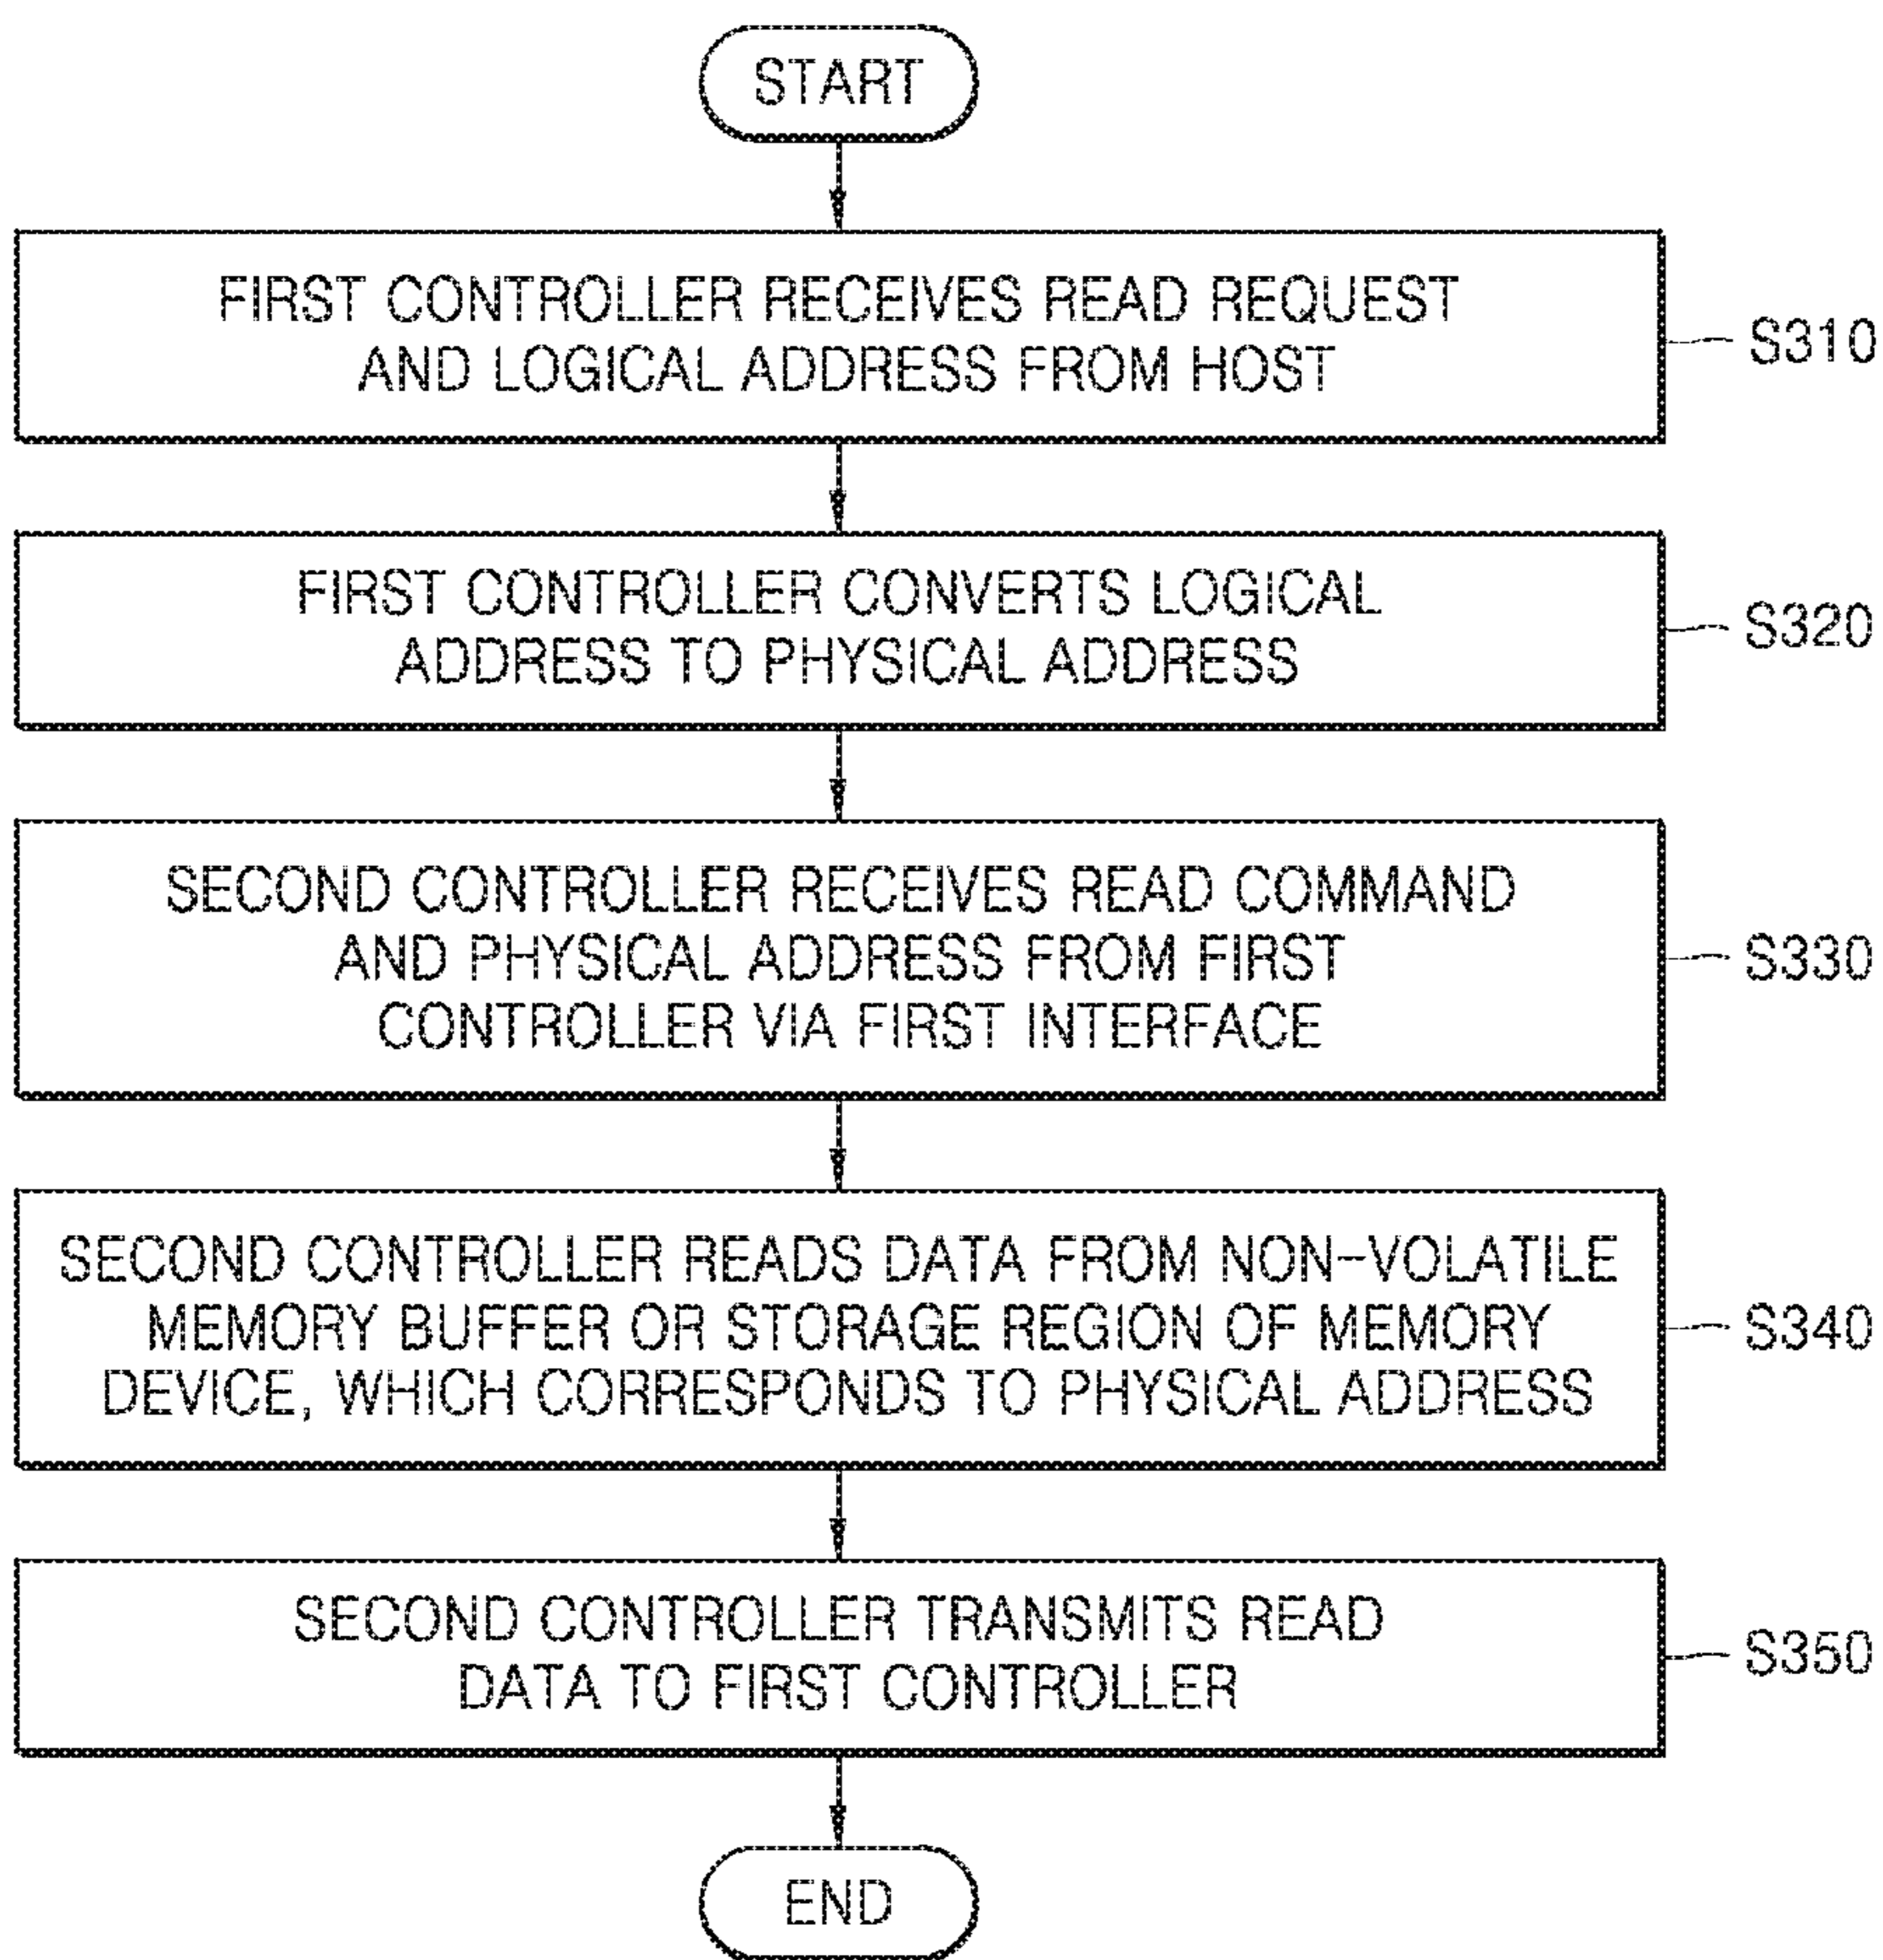 START
FIRST CONTROLLER RECEIVES READ REQUEST
AND LOGICAL ADDRESS FROM HOST
S310
FIRST CONTROLLER CONVERTS LOGICAL
ADDRESS TO PHYSICAL ADDRESS
S320
SECOND CONTROLLER RECEIVES READ COMMAND
AND PHYSICAL ADDRESS FROM FIRST
CONTROLLER VIA FIRST INTERFACE
S330
SECOND CONTROLLER READS DATA FROM NON-VOLATILE
MEMORY BUFFER OR STORAGE REGION OF MEMORY
DEVICE, WHICH CORRESPONDS TO PHYSICAL ADDRESS
S340
SECOND CONTROLLER TRANSMITS READ
DATA TO FIRST CONTROLLER
S350
END